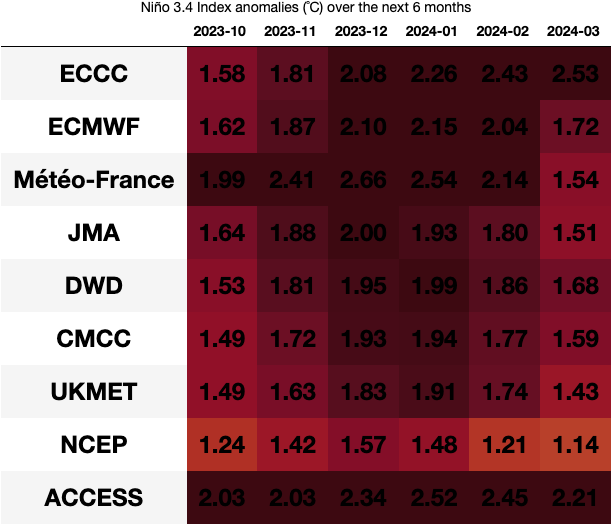 Niño 3.4 Index anomalies (℃) over the next 6 months
2023-10 2023-11 2023-12 2024-01 2024-02 2024-03
ECCC 1.58 1.81 2.08 2.26 2.43 2.53
ECMWF 1.62 1.87 2.10 2.15 2.04 1.72
Météo-France 1.99 2.41 2.66 2.54 2.14 1.54
JMA 1.64 1.88 2.00 1.93 1.80 1.51
DWD 1.53 1.81 1.95 1.99 1.86 1.68
CMCC 1.49 1.72 1.93 1.94 1.77 1.59
UKMET 1.49 1.63 1.83 1.91 1.74 1.43
NCEP 1.24 1.42 1.57 1.48 1.21 1.14
ACCESS 2.03 2.03 2.34 2.52 2.45 2.21